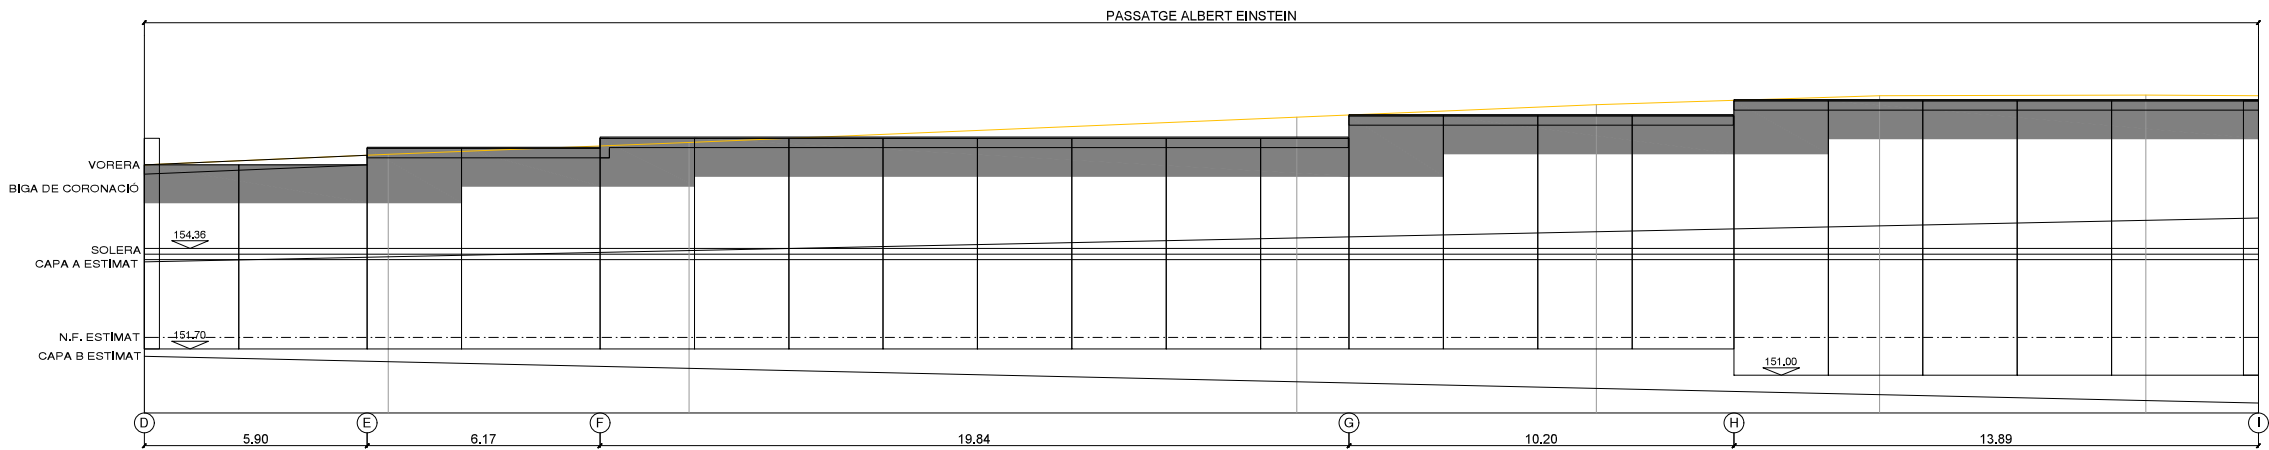 PASSATGE ALBERT EINSTEIN
VORERA
BIGA DE CORONACIÓ
154.36
SOLERA
CAPA A ESTIMAT
N.F. ESTIMAT
151.70
CAPA B ESTIMAT
151.00
D E F G H I
5.90 6.17 19.84 10.20 13.89